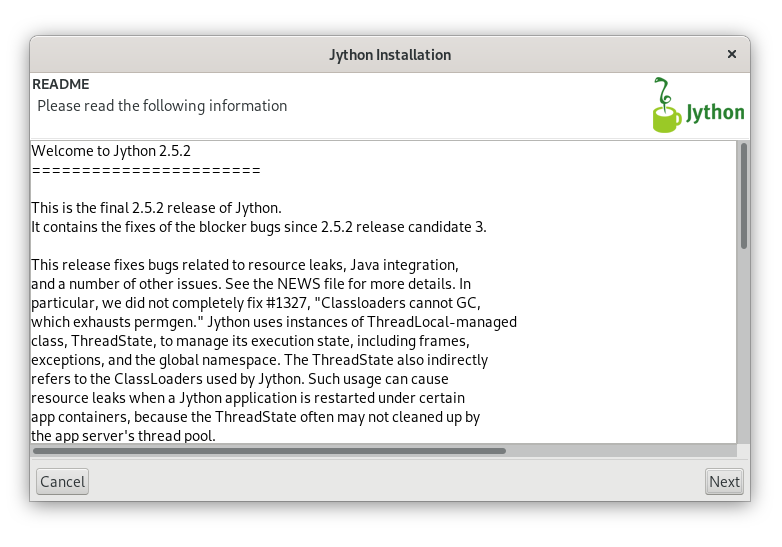 Jython Installation
README
Please read the following information
Jython
Welcome to Jython 2.5.2
=======================
This is the final 2.5.2 release of Jython.
It contains the fixes of the blocker bugs since 2.5.2 release candidate 3.
This release fixes bugs related to resource leaks, Java integration,
and a number of other issues. See the NEWS file for more details. In
particular, we did not completely fix #1327, "Classloaders cannot GC,
which exhausts permgen." Jython uses instances of ThreadLocal-managed
class, ThreadState, to manage its execution state, including frames,
exceptions, and the global namespace. The ThreadState also indirectly
refers to the ClassLoaders used by Jython. Such usage can cause
resource leaks when a Jython application is restarted under certain
app containers, because the ThreadState often may not cleaned up by
the app server's thread pool.
Cancel
Next